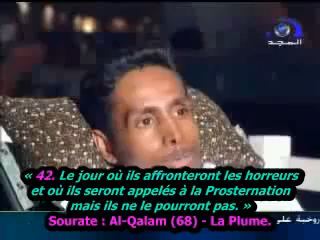 المجد
« 42. Le jour où ils affronteront les horreurs
et où ils seront appelés à la Prosternation
mais ils ne le pourront pas. »
Sourate : Al-Qalam (68) - La Plume.